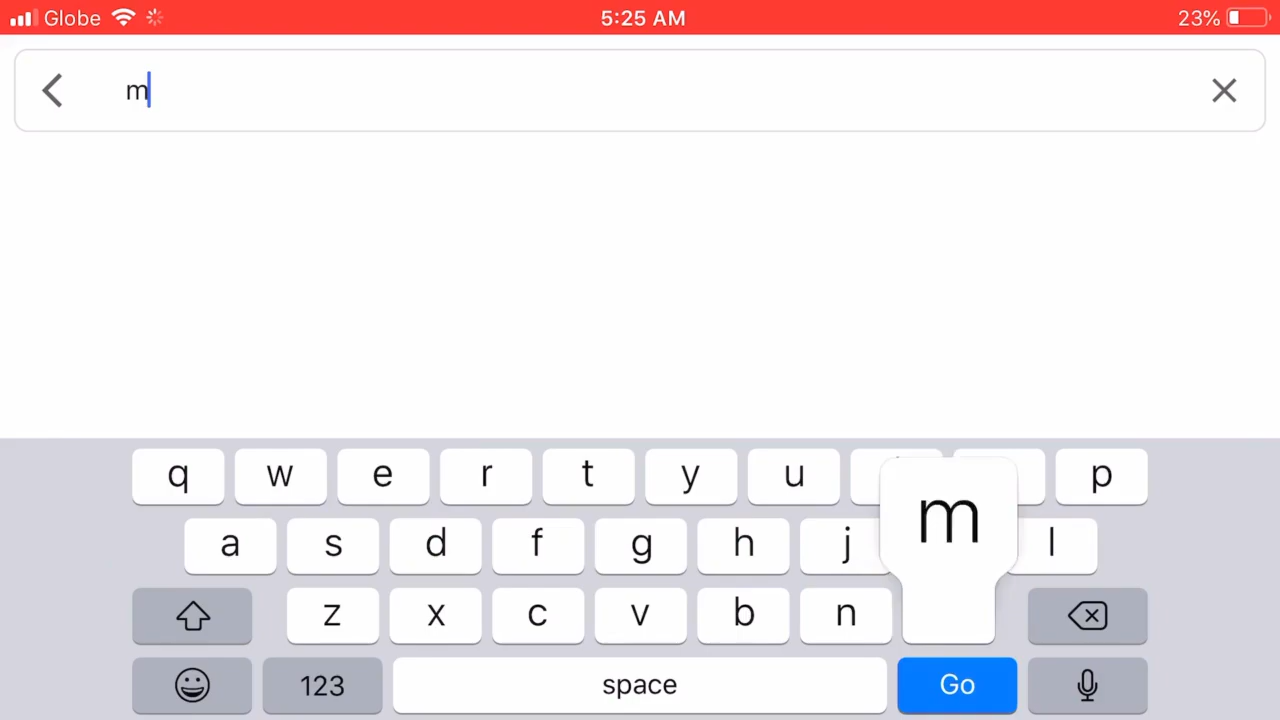 Globe 5:25 AM 23%
m
q w e r t y u p
a s d f g h j m l
z x c v b n
123 space Go